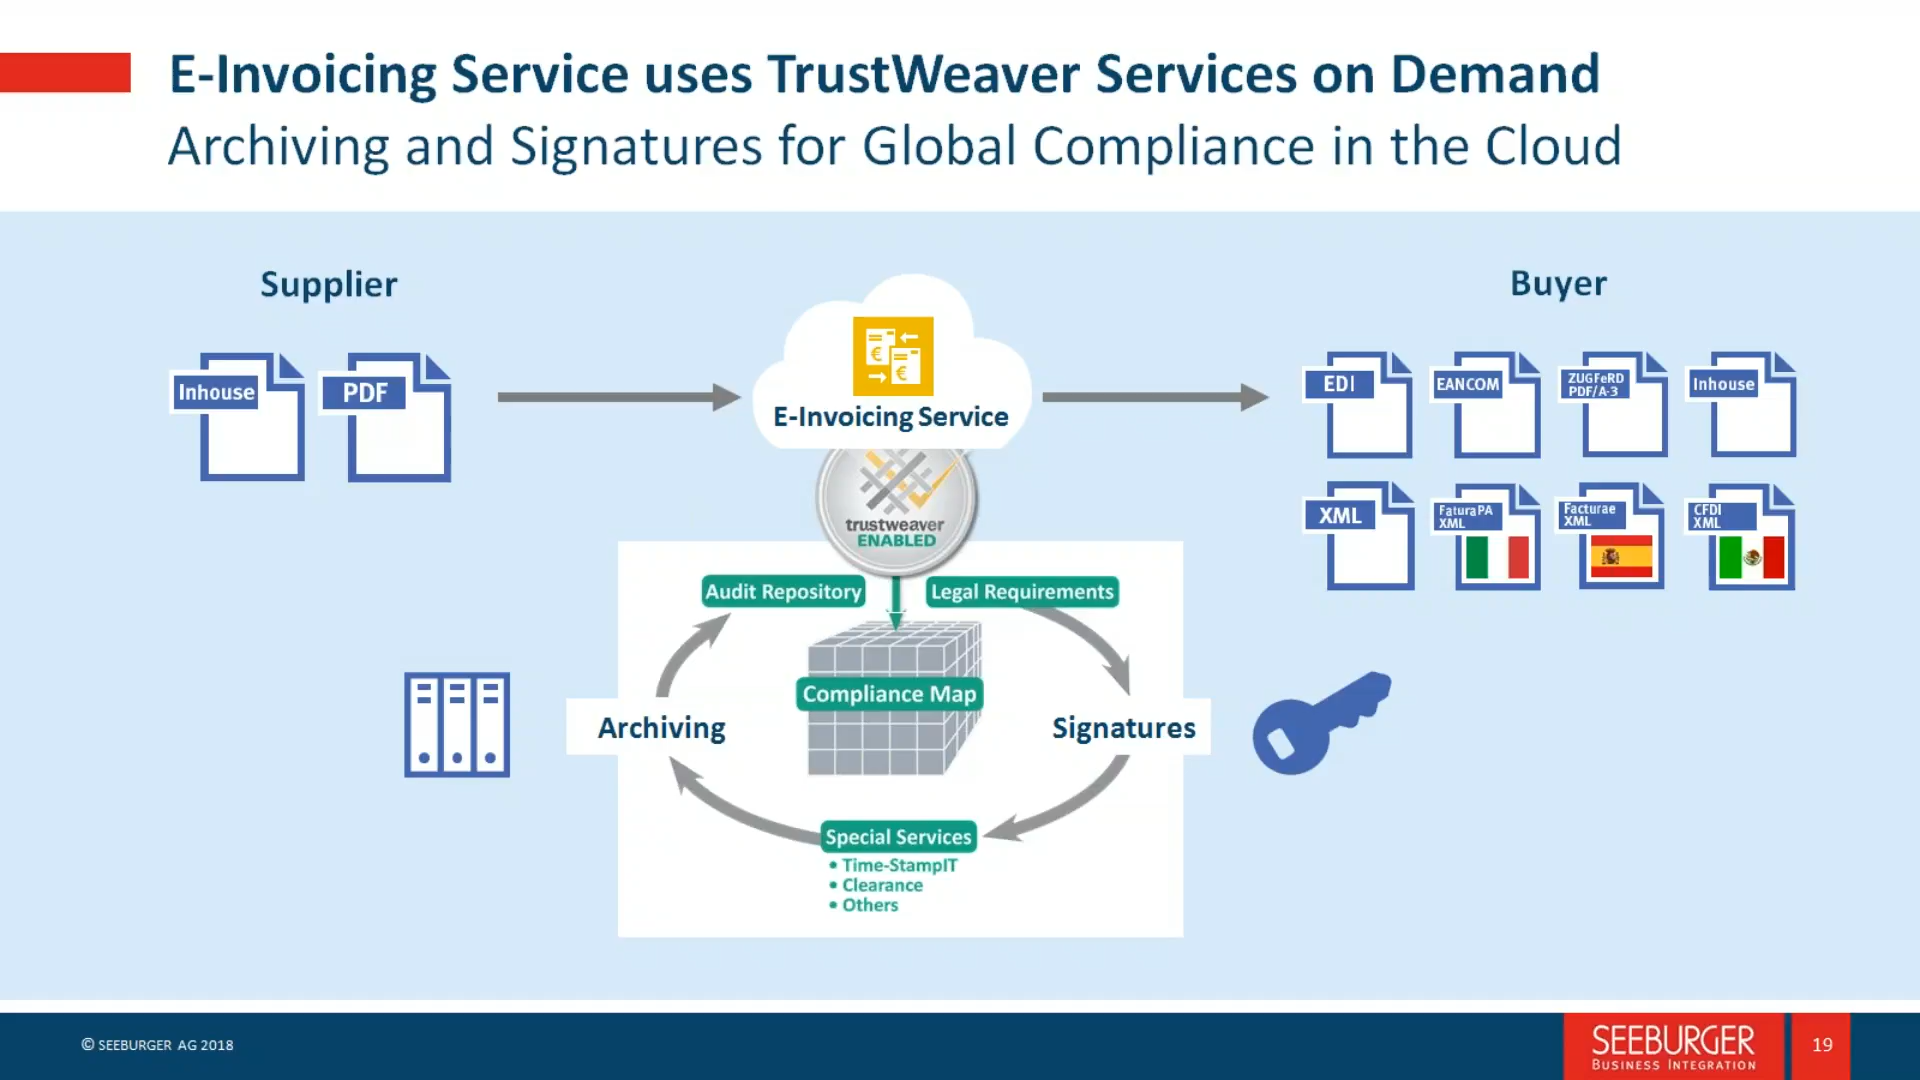 E-Invoicing Service uses TrustWeaver Services on Demand
Archiving and Signatures for Global Compliance in the Cloud
Supplier
Buyer
Inhouse
PDF
€
€
E-Invoicing Service
EDI
EANCOM
ZUGFeRD
PDF/A-3
Inhouse
XML
FaturaPA
XML
Facturae
XML
CFDI
XML
trustweaver
ENABLED
Audit Repository
Legal Requirements
Compliance Map
Archiving
Signatures
Special Services
• Time-StampIT
• Clearance
• Others
© SEEBURGER AG 2018
SEEBURGER
BUSINESS INTEGRATION
19